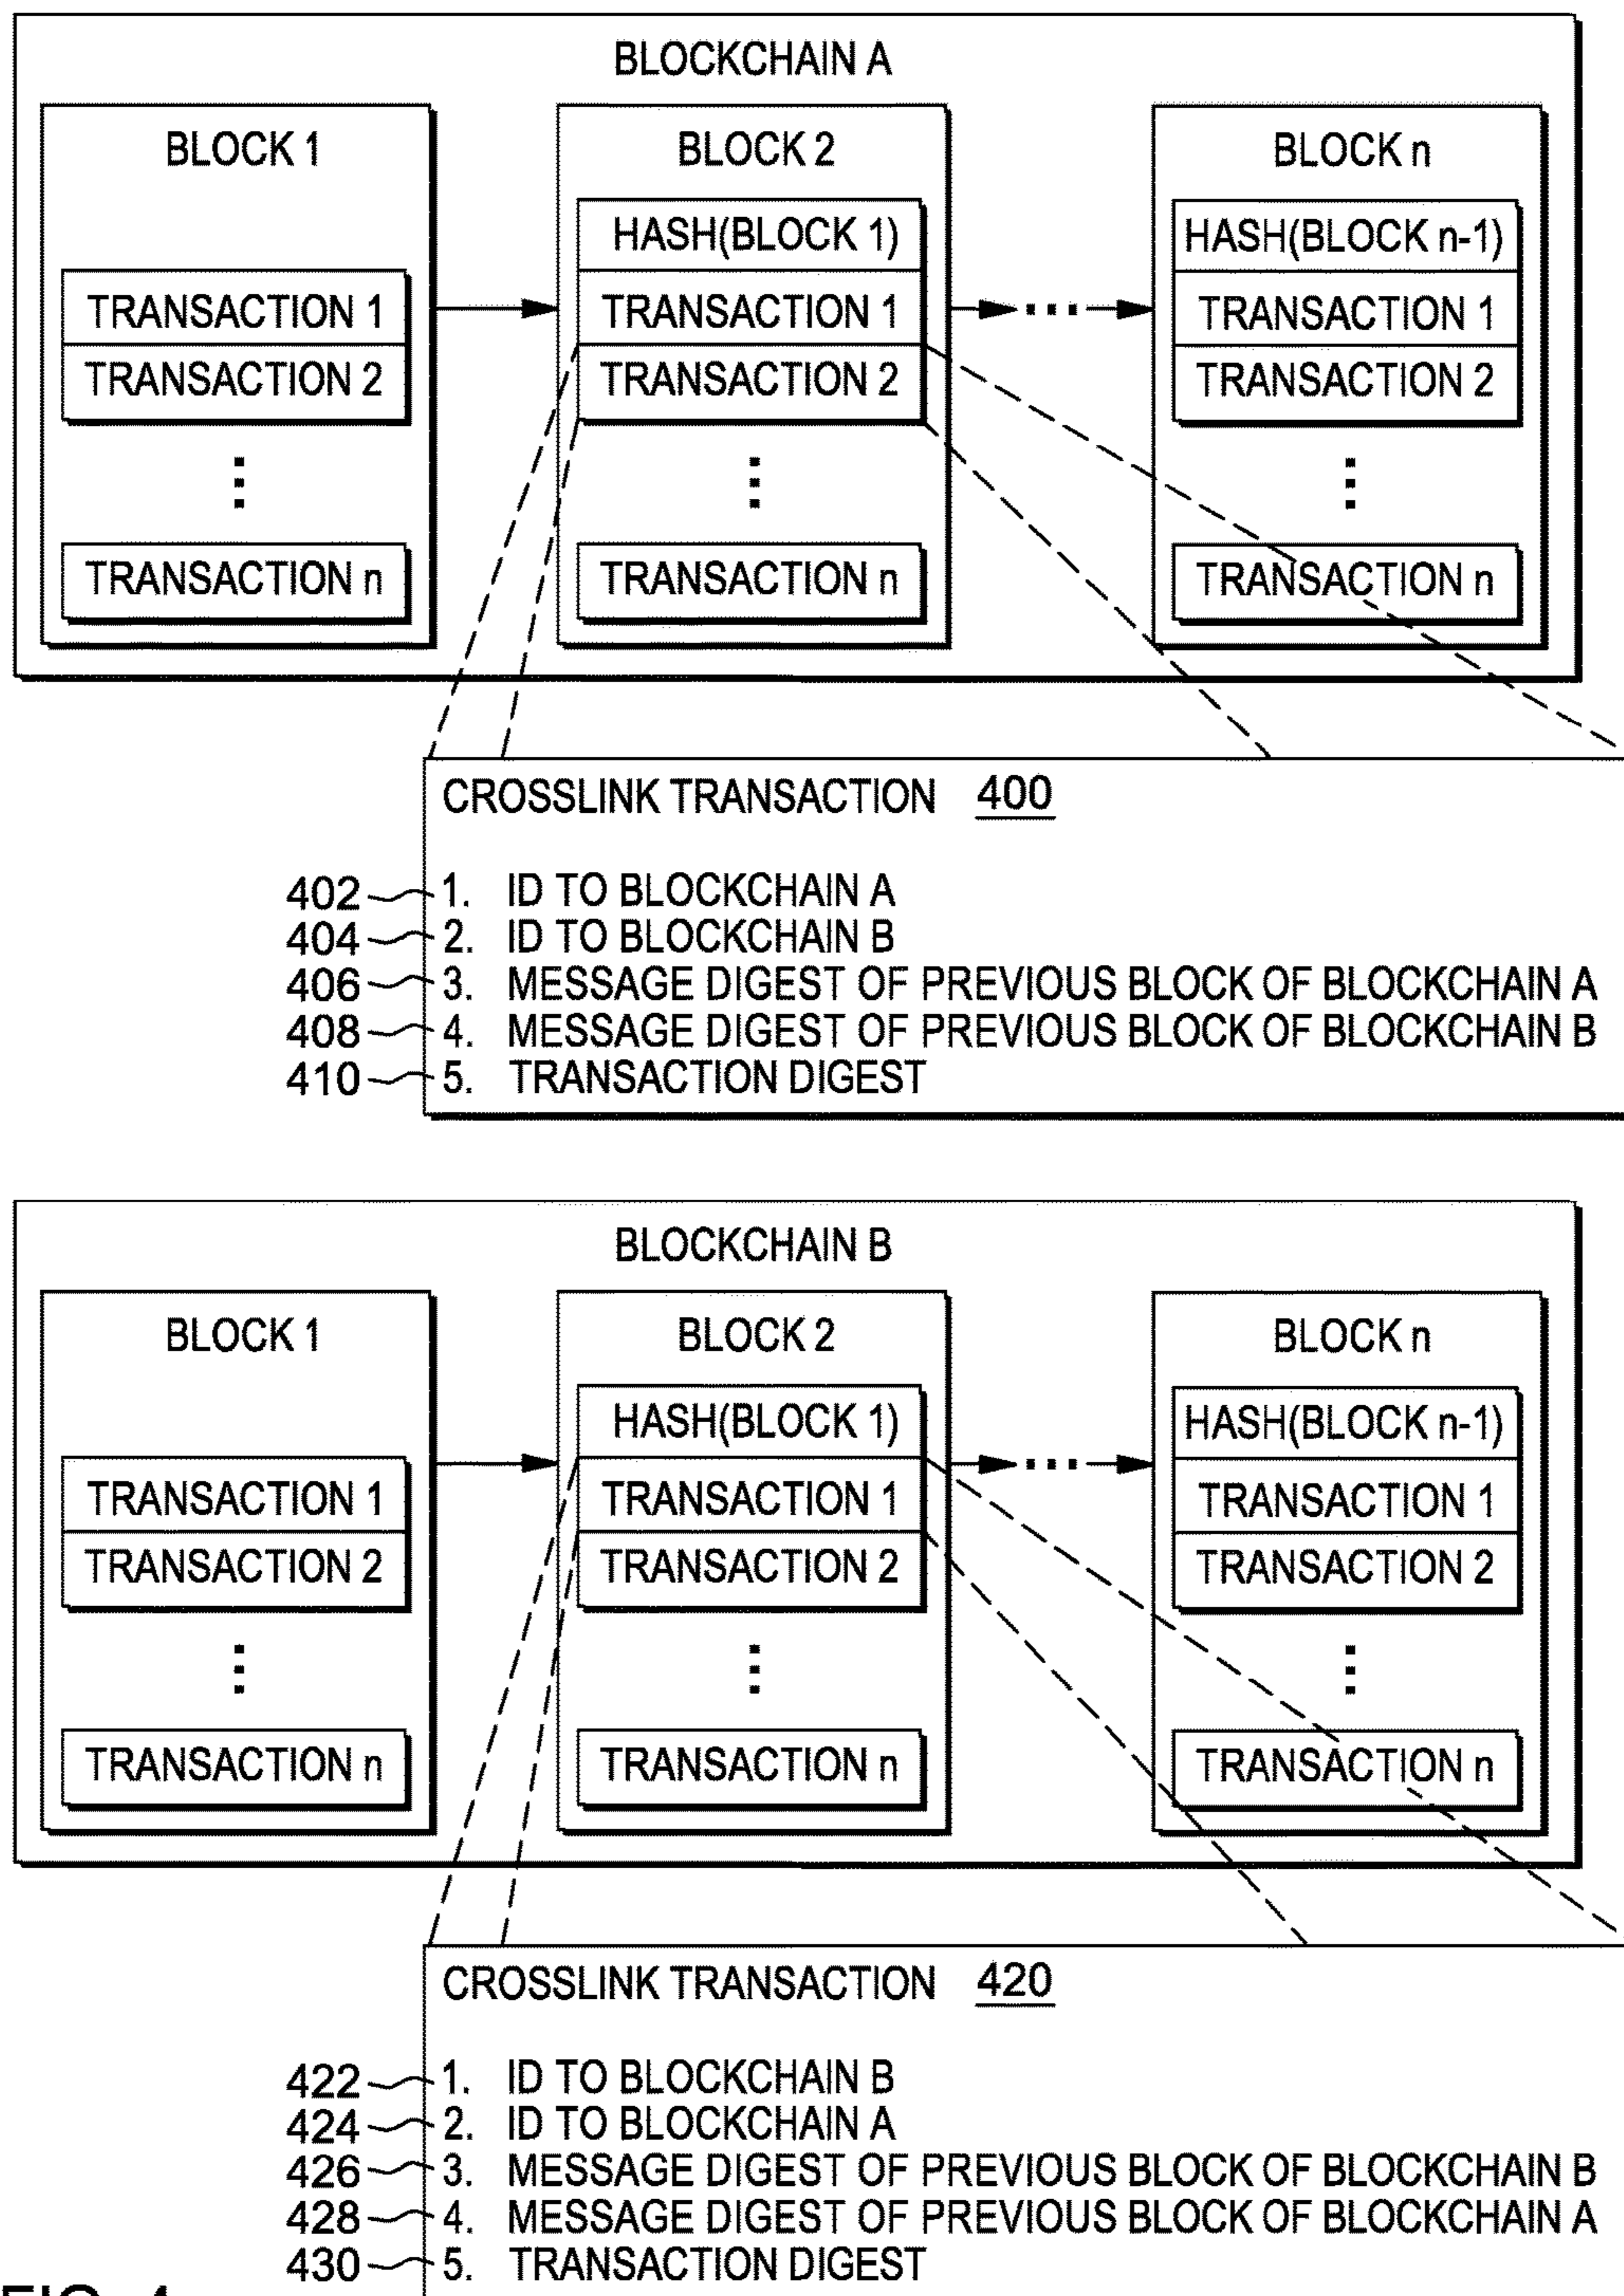 BLOCKCHAIN A
BLOCK 1
TRANSACTION 1
TRANSACTION 2
TRANSACTION n
BLOCK 2
HASH(BLOCK 1)
TRANSACTION 1
TRANSACTION 2
TRANSACTION n
BLOCK n
HASH(BLOCK n-1)
TRANSACTION 1
TRANSACTION 2
TRANSACTION n
CROSSLINK TRANSACTION 400
402 1. ID TO BLOCKCHAIN A
404 2. ID TO BLOCKCHAIN B
406 3. MESSAGE DIGEST OF PREVIOUS BLOCK OF BLOCKCHAIN A
408 4. MESSAGE DIGEST OF PREVIOUS BLOCK OF BLOCKCHAIN B
410 5. TRANSACTION DIGEST
BLOCKCHAIN B
BLOCK 1
TRANSACTION 1
TRANSACTION 2
TRANSACTION n
BLOCK 2
HASH(BLOCK 1)
TRANSACTION 1
TRANSACTION 2
TRANSACTION n
BLOCK n
HASH(BLOCK n-1)
TRANSACTION 1
TRANSACTION 2
TRANSACTION n
CROSSLINK TRANSACTION 420
422 1. ID TO BLOCKCHAIN B
424 2. ID TO BLOCKCHAIN A
426 3. MESSAGE DIGEST OF PREVIOUS BLOCK OF BLOCKCHAIN B
428 4. MESSAGE DIGEST OF PREVIOUS BLOCK OF BLOCKCHAIN A
430 5. TRANSACTION DIGEST